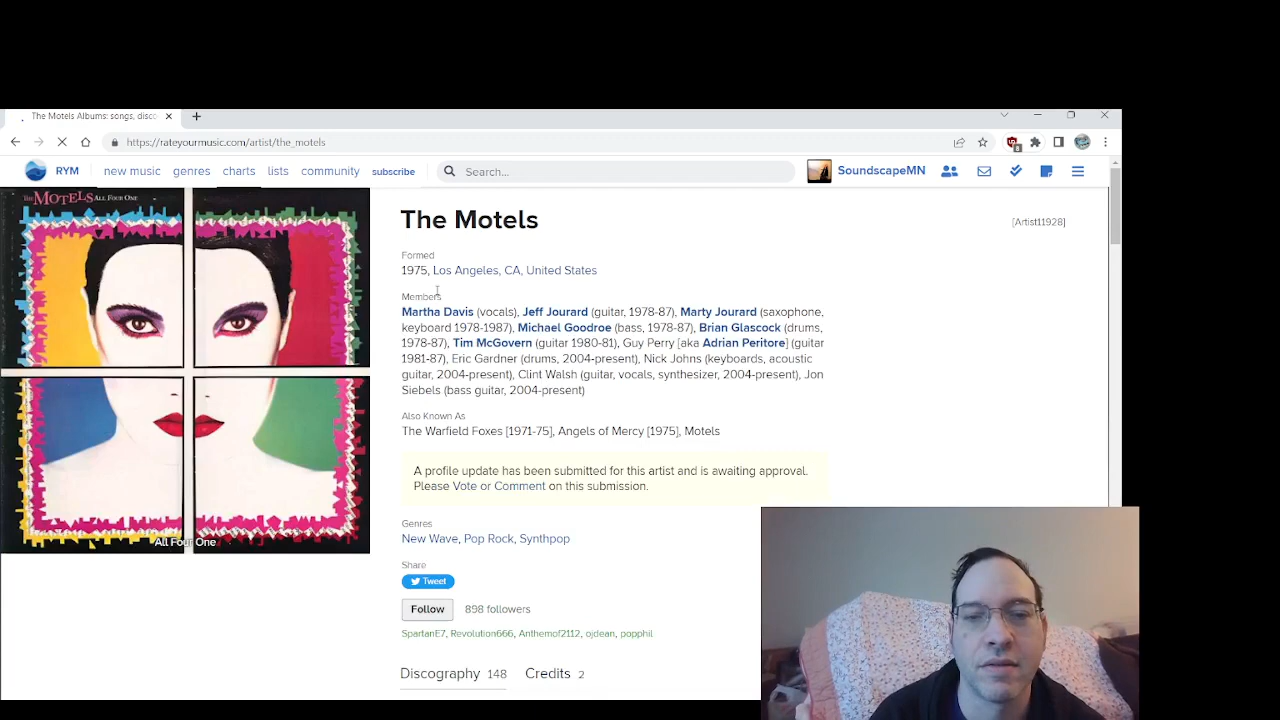 The Motels Albums: songs, disco
https://rateyourmusic.com/artist/the_motels
RYM new music genres charts lists community subscribe Search... SoundscapeMN
THE MOTELS ALL FOUR ONE
All Four One
The Motels
[Artist11928]
Formed
1975, Los Angeles, CA, United States
Members
Martha Davis (vocals), Jeff Jourard (guitar, 1978-87), Marty Jourard (saxophone,
keyboard 1978-1987), Michael Goodroe (bass, 1978-87), Brian Glascock (drums,
1978-87), Tim McGovern (guitar 1980-81), Guy Perry [aka Adrian Peritore] (guitar
1981-87), Eric Gardner (drums, 2004-present), Nick Johns (keyboards, acoustic
guitar, 2004-present), Clint Walsh (guitar, vocals, synthesizer, 2004-present), Jon
Siebels (bass guitar, 2004-present)
Also Known As
The Warfield Foxes [1971-75], Angels of Mercy [1975], Motels
A profile update has been submitted for this artist and is awaiting approval.
Please Vote or Comment on this submission.
Genres
New Wave, Pop Rock, Synthpop
Share
Tweet
Follow 898 followers
SpartanE7, Revolution666, Anthemof2112, ojdean, popphil
Discography 148 Credits 2